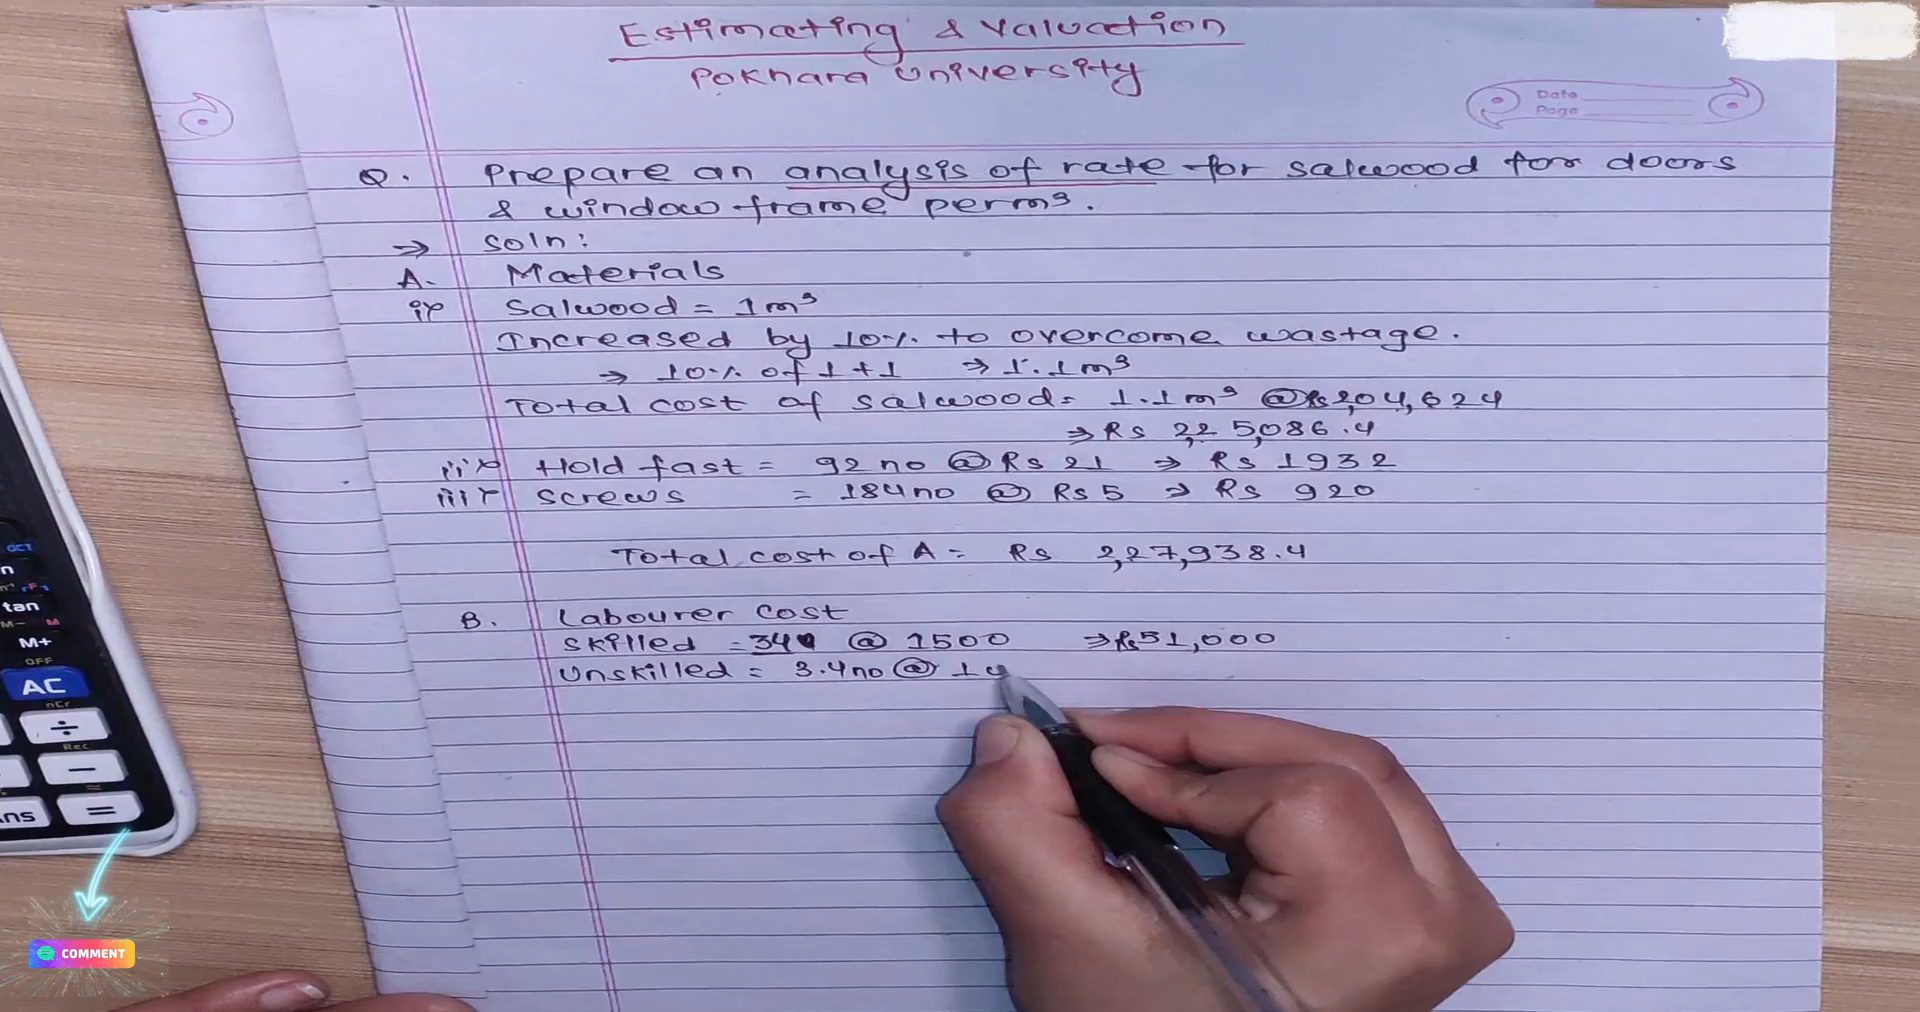 Estimating & Valuation
Pokhara University
Date
Page
Q. Prepare an analysis of rate for salwood for doors
& window frame per m³.
⇒ Soln:
A. Materials
i) Salwood = 1m³
Increased by 10% to overcome wastage.
⇒ 10% of 1 + 1 ⇒ 1.1m³
Total cost of salwood = 1.1m³ @ Rs 2,04,624
⇒ Rs 2,25,086.4
ii) Hold fast = 92 no @ Rs 21 ⇒ Rs 1932
iii) Screws = 184 no @ Rs 5 ⇒ Rs 920
Total cost of A = Rs 2,27,938.4
B. Labourer Cost
Skilled = 34 @ 1500 ⇒ Rs 51,000
Unskilled = 3.4 no @ 1
OCT
tan
M- M
M+
OFF
AC
nCr
÷
Rec
−
=
COMMENT